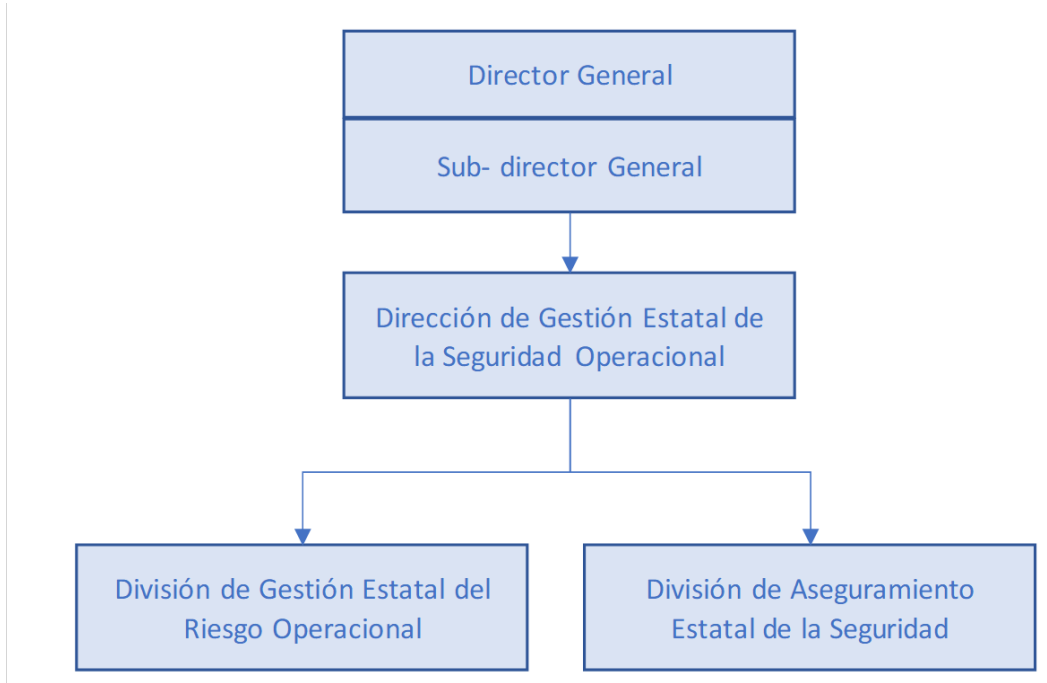 Director General
Sub- director General
Dirección de Gestión Estatal de
la Seguridad Operacional
División de Gestión Estatal del
Riesgo Operacional
División de Aseguramiento
Estatal de la Seguridad